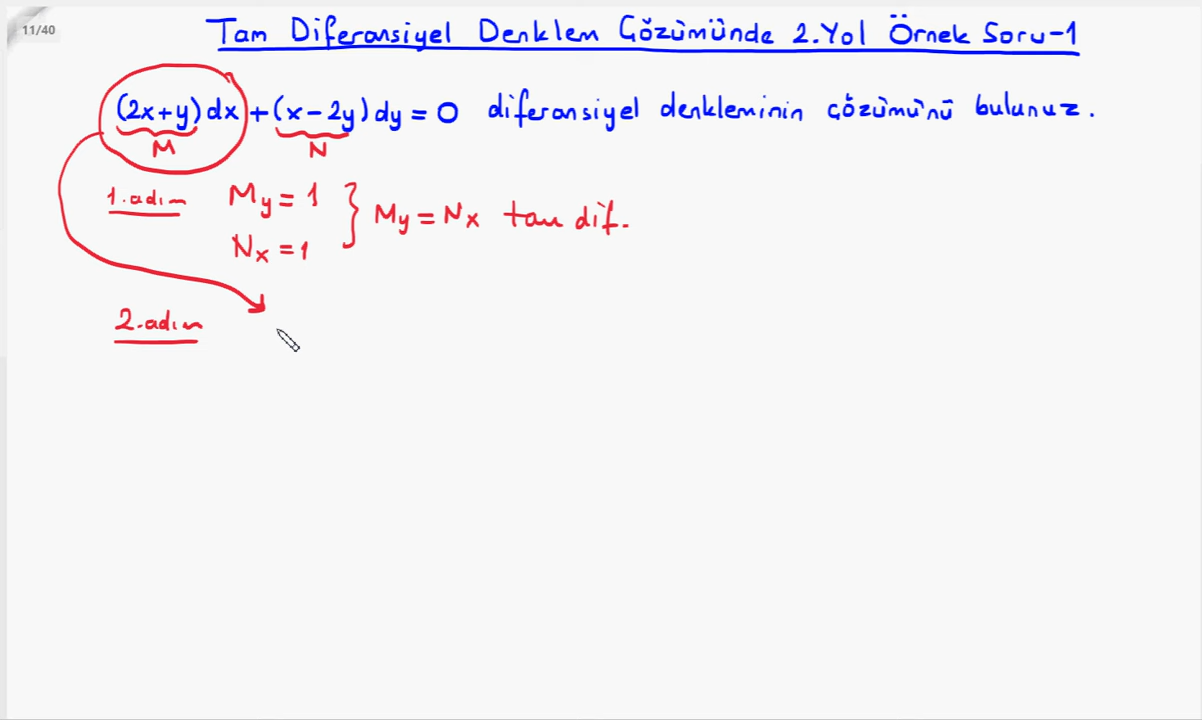 11/40
Tam Diferansiyel Denklem Çözümünde 2.Yol Örnek Soru-1
(2x+y)dx+(x-2y)dy=0 diferansiyel denkleminin çözümünü bulunuz.
M N
1.adım My=1
Nx=1
My=Nx tam dif.
2.adım